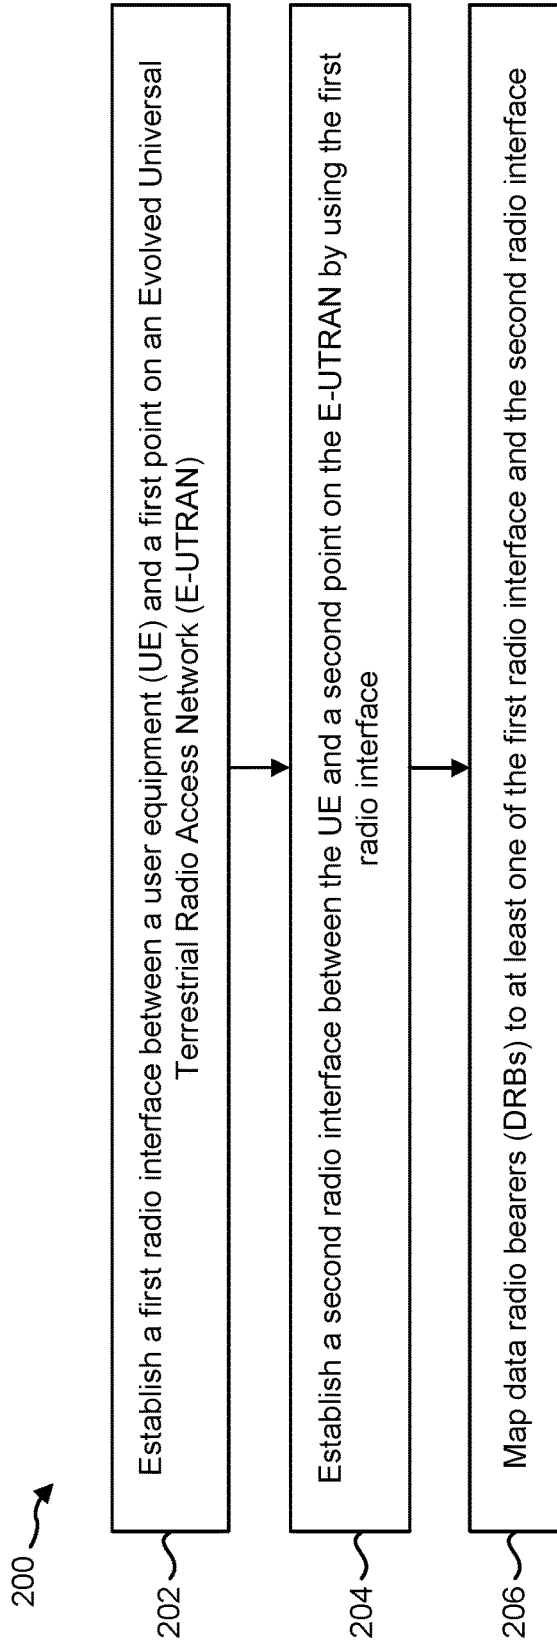 200
202
Establish a first radio interface between a user equipment (UE) and a first point on an Evolved Universal
Terrestrial Radio Access Network (E-UTRAN)
204
Establish a second radio interface between the UE and a second point on the E-UTRAN by using the first
radio interface
206
Map data radio bearers (DRBs) to at least one of the first radio interface and the second radio interface